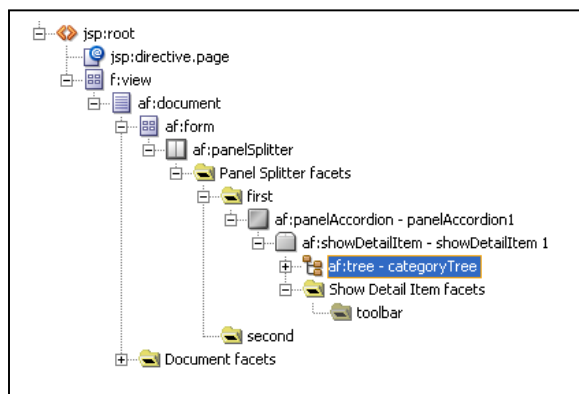 jsp:root
jsp:directive.page
f:view
af:document
af:form
af:panelSplitter
Panel Splitter facets
first
af:panelAccordion - panelAccordion1
af:showDetailItem - showDetailItem 1
af:tree - categoryTree
Show Detail Item facets
toolbar
second
Document facets